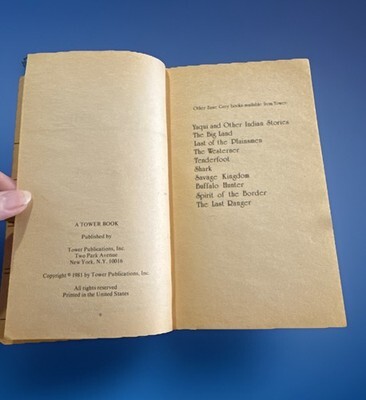 A TOWER BOOK
Published by
Tower Publications, Inc.
Two Park Avenue
New York, N.Y. 10016
Copyright © 1981 by Tower Publications, Inc.
All rights reserved
Printed in the United States
Other Zane Grey books available from Tower:
Yaqui and Other Indian Stories
The Big Land
Last of the Plainsmen
The Westerner
Tenderfoot
Shark
Savage Kingdom
Buffalo Hunter
Spirit of the Border
The Last Ranger